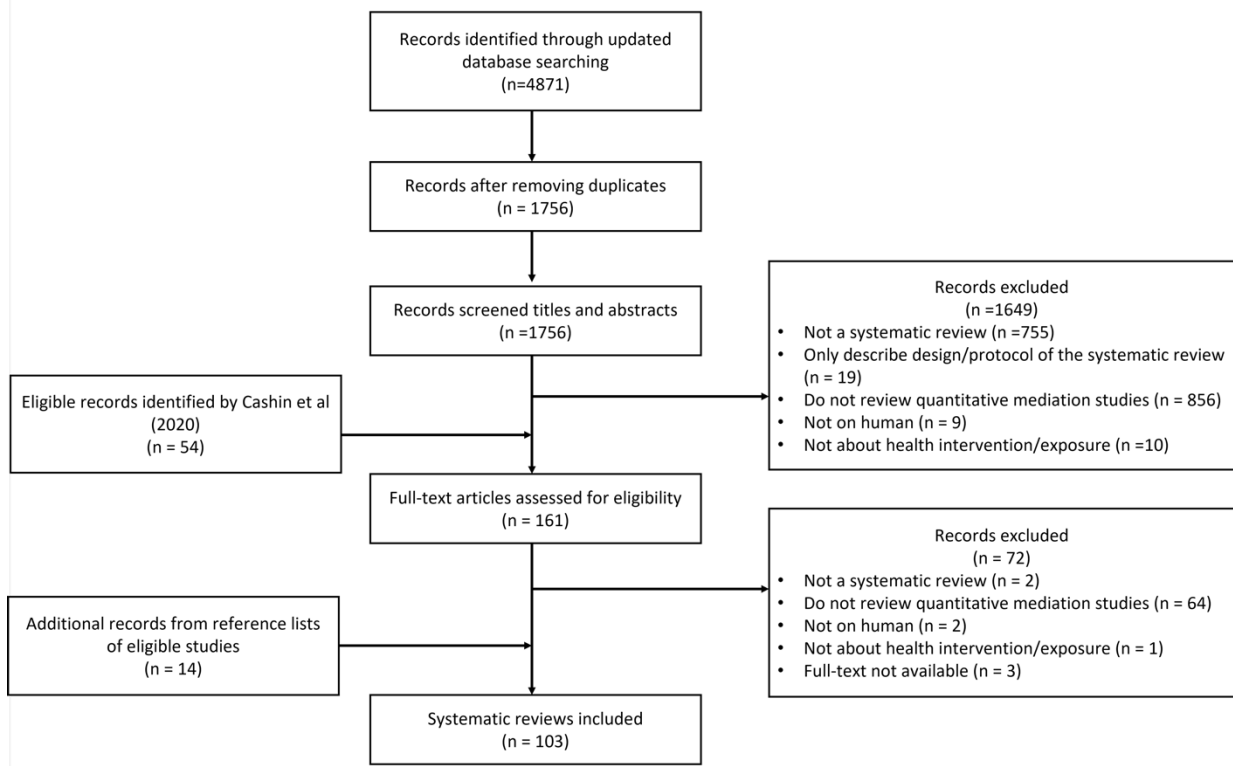 Records identified through updated
database searching
(n=4871)
Records after removing duplicates
(n = 1756)
Records screened titles and abstracts
(n =1756)
Records excluded
(n =1649)
• Not a systematic review (n =755)
• Only describe design/protocol of the systematic review
(n = 19)
• Do not review quantitative mediation studies (n = 856)
• Not on human (n = 9)
• Not about health intervention/exposure (n =10)
Eligible records identified by Cashin et al
(2020)
(n = 54)
Full-text articles assessed for eligibility
(n = 161)
Records excluded
(n = 72)
• Not a systematic review (n = 2)
• Do not review quantitative mediation studies (n = 64)
• Not on human (n = 2)
• Not about health intervention/exposure (n = 1)
• Full-text not available (n = 3)
Additional records from reference lists
of eligible studies
(n = 14)
Systematic reviews included
(n = 103)